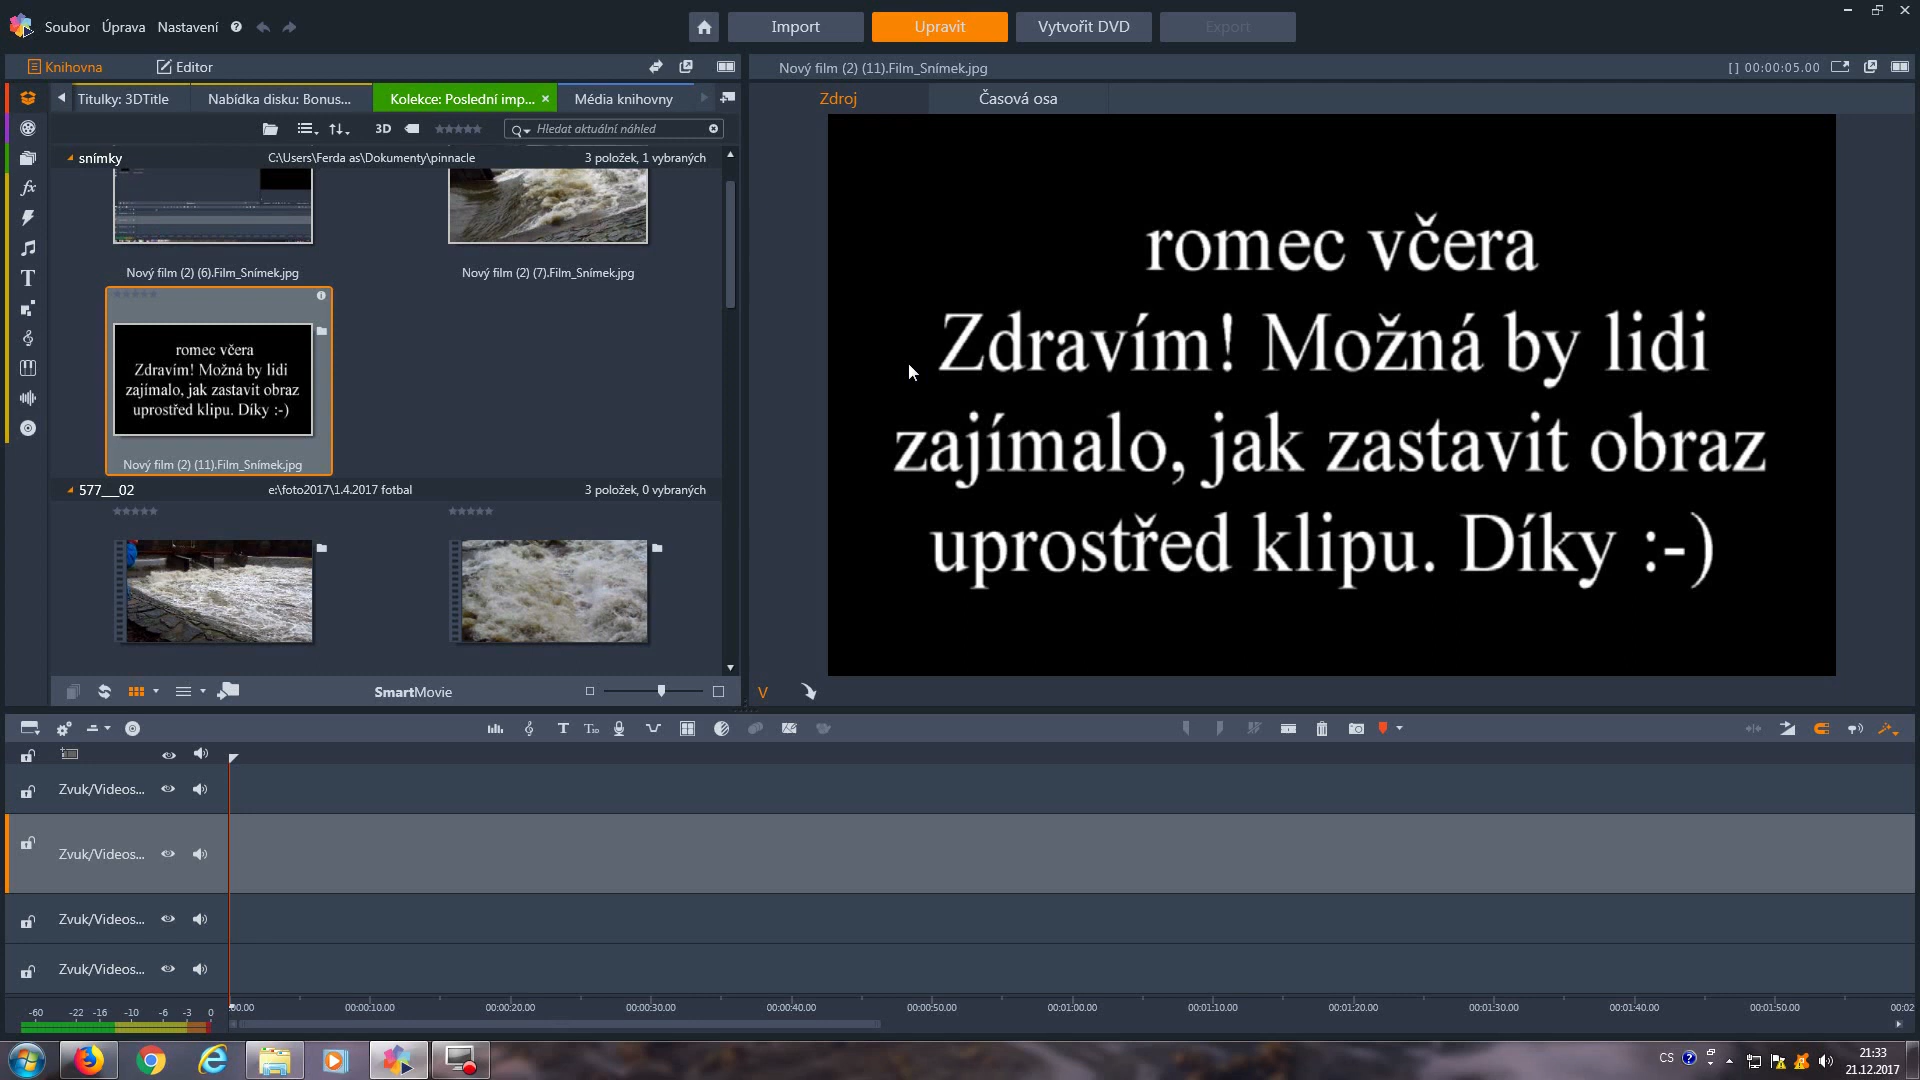 Soubor Úprava Nastavení
Import Upravit Vytvořit DVD Export
Knihovna Editor
Nový film (2) (11).Film_Snímek.jpg [] 00:00:05.00
Titulky: 3DTitle Nabídka disku: Bonus... Kolekce: Poslední imp... × Média knihovny
Zdroj Časová osa
3D Hledat aktuální náhled
snímky C:\Users\Ferda as\Dokumenty\pinnacle 3 položek, 1 vybraných
Nový film (2) (6).Film_Snímek.jpg Nový film (2) (7).Film_Snímek.jpg
romec včera
Zdravím! Možná by lidi
zajímalo, jak zastavit obraz
uprostřed klipu. Díky :-)
Nový film (2) (11).Film_Snímek.jpg
577__02 e:\foto2017\1.4.2017 fotbal 3 položek, 0 vybraných
SmartMovie
romec včera
Zdravím! Možná by lidi
zajímalo, jak zastavit obraz
uprostřed klipu. Díky :-)
V
Zvuk/Videos...
Zvuk/Videos...
Zvuk/Videos...
Zvuk/Videos...
-60 -22 -16 -10 -6 -3 0
:00.00 00:00:10.00 00:00:20.00 00:00:30.00 00:00:40.00 00:00:50.00 00:01:00.00 00:01:10.00 00:01:20.00 00:01:30.00 00:01:40.00 00:01:50.00 00:02
CS
21:33
21.12.2017